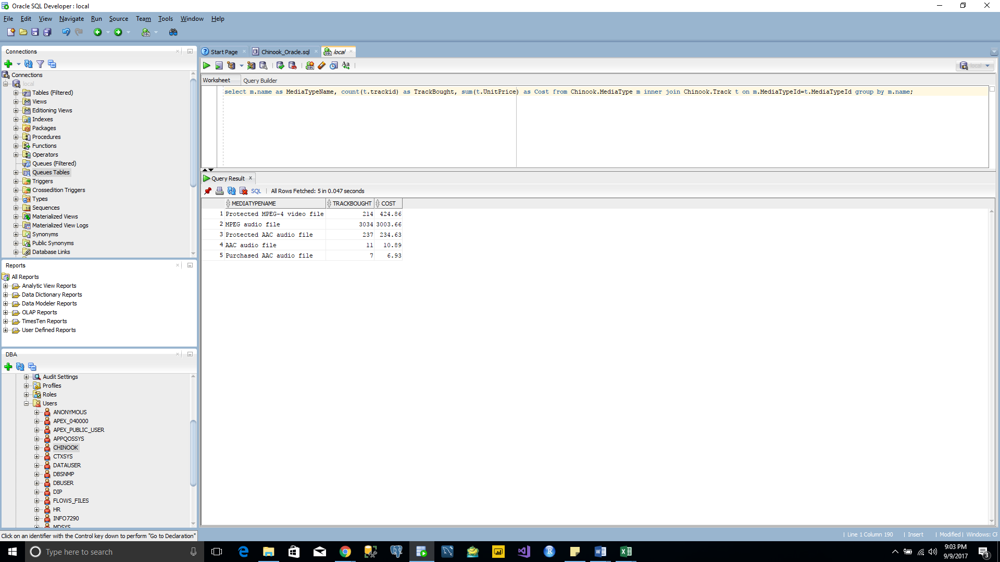 Oracle SQL Developer : local
File Edit View Navigate Run Source Team Tools Window Help
Connections
Connections
local
Tables (Filtered)
Views
Editioning Views
Indexes
Packages
Procedures
Functions
Operators
Queues (Filtered)
Queues Tables
Triggers
Crossedition Triggers
Types
Sequences
Materialized Views
Materialized View Logs
Synonyms
Public Synonyms
Database Links
Reports
All Reports
Analytic View Reports
Data Dictionary Reports
Data Modeler Reports
OLAP Reports
TimesTen Reports
User Defined Reports
DBA
Audit Settings
Profiles
Roles
Users
ANONYMOUS
APEX_040000
APEX_PUBLIC_USER
APPQOSSYS
CHINOOK
CTXSYS
DATAUSER
DBSNMP
DBUSER
DIP
FLOWS_FILES
HR
INFO7290
MDSYS
Start Page Chinook_Oracle.sql local
local
Worksheet Query Builder
select m.name as MediaTypeName, count(t.trackid) as TrackBought, sum(t.UnitPrice) as Cost from Chinook.MediaType m inner join Chinook.Track t on m.MediaTypeId=t.MediaTypeId group by m.name;
Query Result
SQL All Rows Fetched: 5 in 0.047 seconds
MEDIATYPENAME TRACKBOUGHT COST
1 Protected MPEG-4 video file 214 424.86
2 MPEG audio file 3034 3003.66
3 Protected AAC audio file 237 234.63
4 AAC audio file 11 10.89
5 Purchased AAC audio file 7 6.93
Click on an identifier with the Control key down to perform "Go to Declaration"
Line 1 Column 190 Insert Modified Windows: CR
Type here to search
9:03 PM
9/9/2017
3